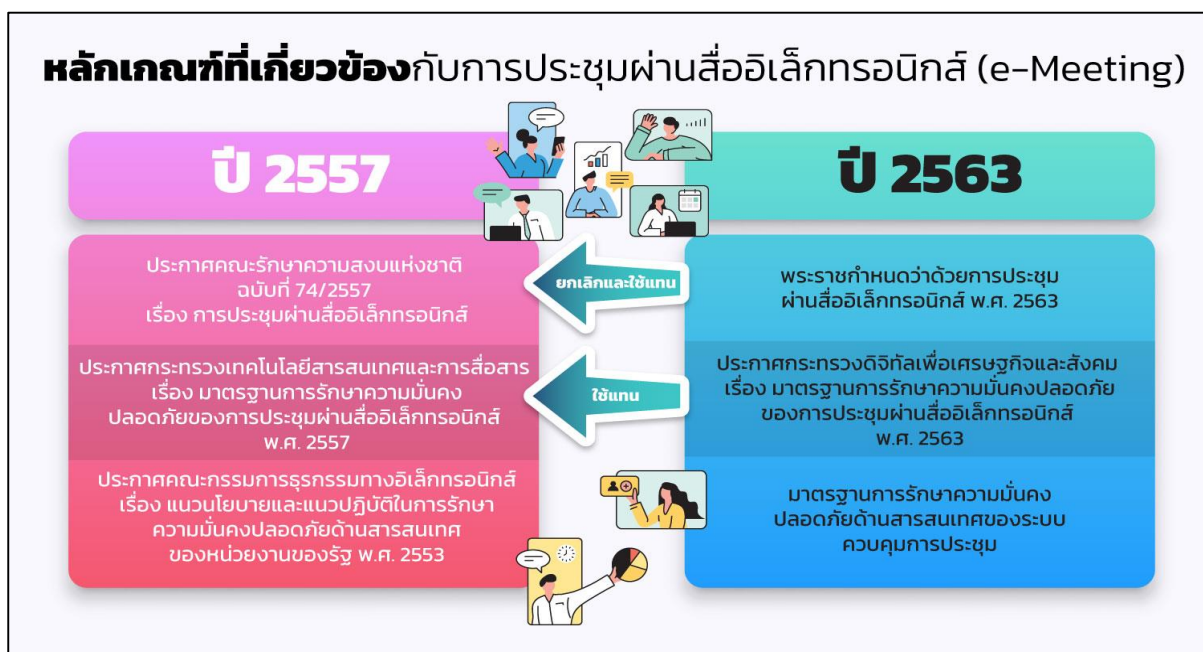 หลักเกณฑ์ที่เกี่ยวข้องกับการประชุมผ่านสื่ออิเล็กทรอนิกส์ (e-Meeting)
ปี 2557
ปี 2563
ประกาศคณะรักษาความสงบแห่งชาติ
ฉบับที่ 74/2557
เรื่อง การประชุมผ่านสื่ออิเล็กทรอนิกส์
ยกเลิกและใช้แทน
พระราชกำหนดว่าด้วยการประชุม
ผ่านสื่ออิเล็กทรอนิกส์ พ.ศ. 2563
ประกาศกระทรวงเทคโนโลยีสารสนเทศและการสื่อสาร
เรื่อง มาตรฐานการรักษาความมั่นคง
ปลอดภัยของการประชุมผ่านสื่ออิเล็กทรอนิกส์
พ.ศ. 2557
ใช้แทน
ประกาศกระทรวงดิจิทัลเพื่อเศรษฐกิจและสังคม
เรื่อง มาตรฐานการรักษาความมั่นคงปลอดภัย
ของการประชุมผ่านสื่ออิเล็กทรอนิกส์
พ.ศ. 2563
ประกาศคณะกรรมการธุรกรรมทางอิเล็กทรอนิกส์
เรื่อง แนวนโยบายและแนวปฏิบัติในการรักษา
ความมั่นคงปลอดภัยด้านสารสนเทศ
ของหน่วยงานของรัฐ พ.ศ. 2553
มาตรฐานการรักษาความมั่นคง
ปลอดภัยด้านสารสนเทศของระบบ
ควบคุมการประชุม